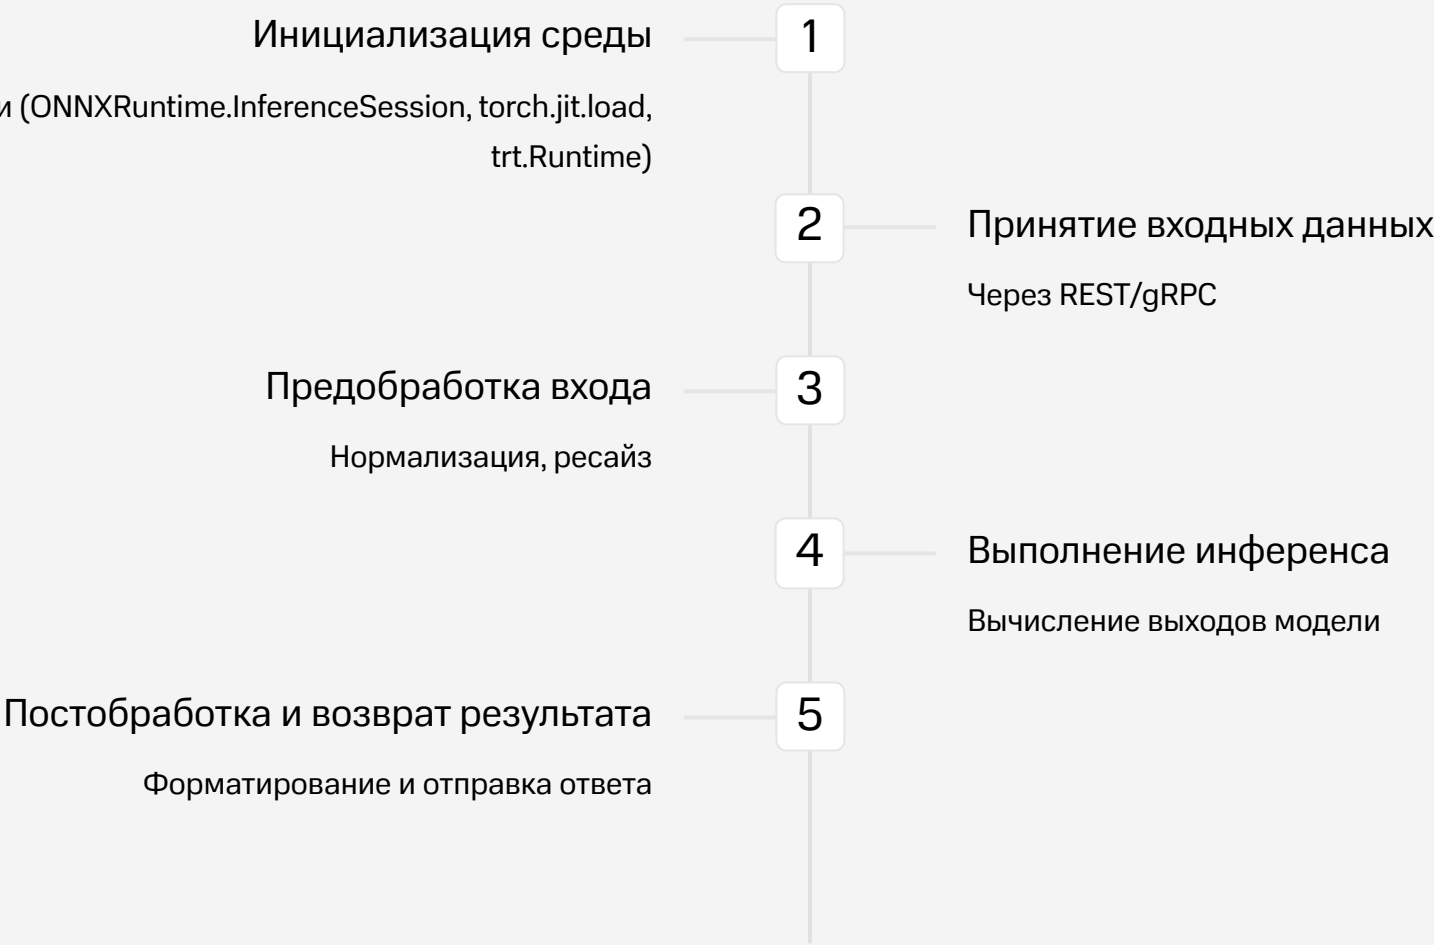 Инициализация среды
1
и (ONNXRuntime.InferenceSession, torch.jit.load,
trt.Runtime)
2
Принятие входных данных
Через REST/gRPC
Предобработка входа
3
Нормализация, ресайз
4
Выполнение инференса
Вычисление выходов модели
Постобработка и возврат результата
5
Форматирование и отправка ответа